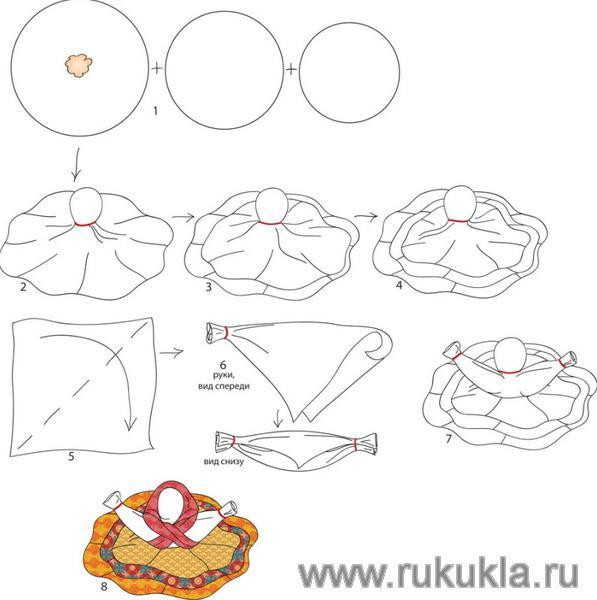 + +
1
2
3
4
5
6
руки,
вид спереди
вид снизу
7
8
www.rukukla.ru